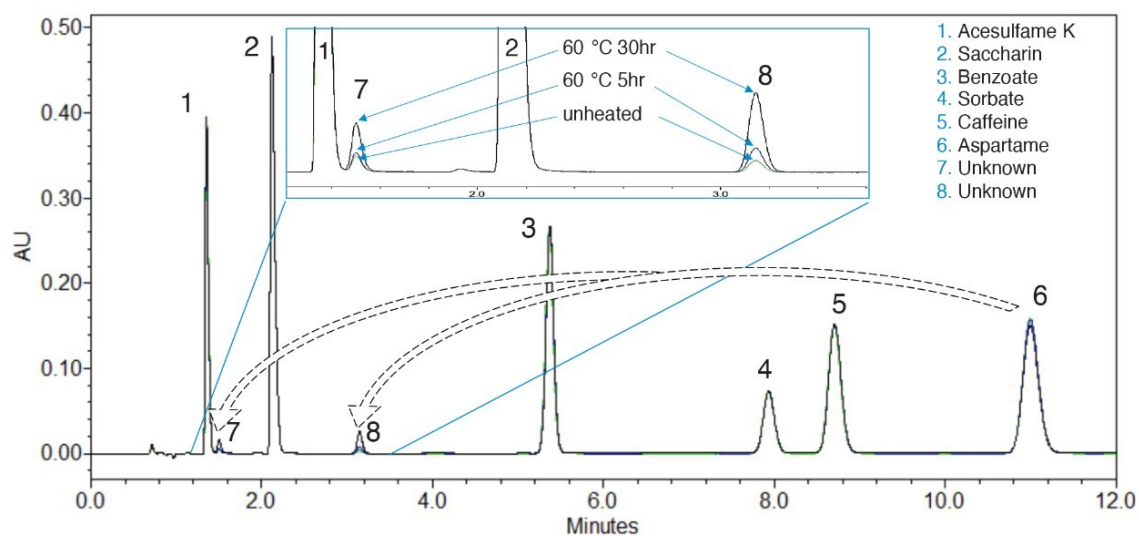 0.50
0.40
0.30
0.20
0.10
0.00
AU
0.0
2.0
4.0
6.0
8.0
10.0
12.0
Minutes
1
2
3
4
5
6
7
8
1
7
2
8
60 °C 30hr
60 °C 5hr
unheated
2.0
3.0
1. Acesulfame K
2. Saccharin
3. Benzoate
4. Sorbate
5. Caffeine
6. Aspartame
7. Unknown
8. Unknown